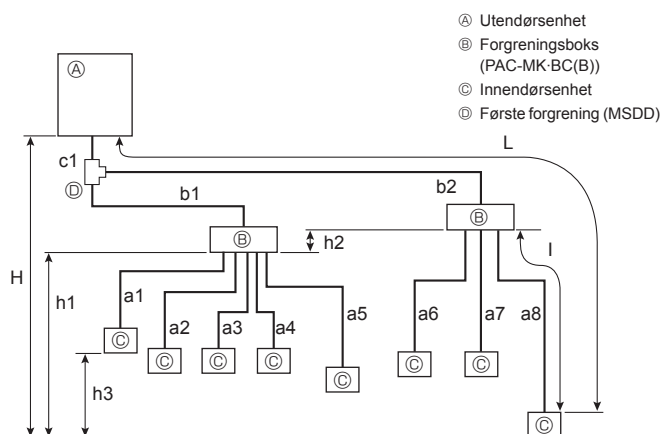 Ⓐ Utendørsenhet
Ⓑ Forgreningsboks
(PAC-MK·BC(B))
Ⓒ Innendørsenhet
Ⓓ Første forgrening (MSDD)
Ⓐ
L
c1
Ⓓ
b1
b2
Ⓑ
Ⓑ
h2
H
h1
a1
a2
a3
a4
a5
a6
a7
a8
l
Ⓒ
Ⓒ
Ⓒ
Ⓒ
Ⓒ
Ⓒ
Ⓒ
h3
Ⓒ